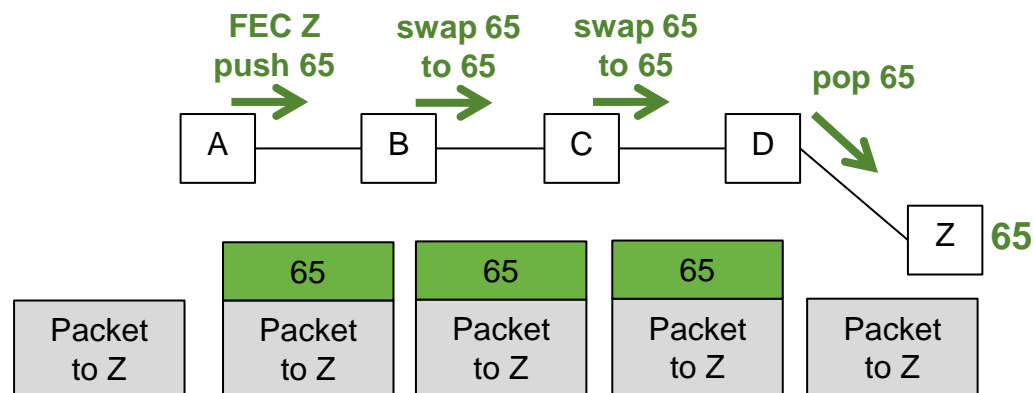 FEC Z
push 65
swap 65
to 65
swap 65
to 65
pop 65
A
B
C
D
Z
65
65
65
65
Packet
to Z
Packet
to Z
Packet
to Z
Packet
to Z
Packet
to Z